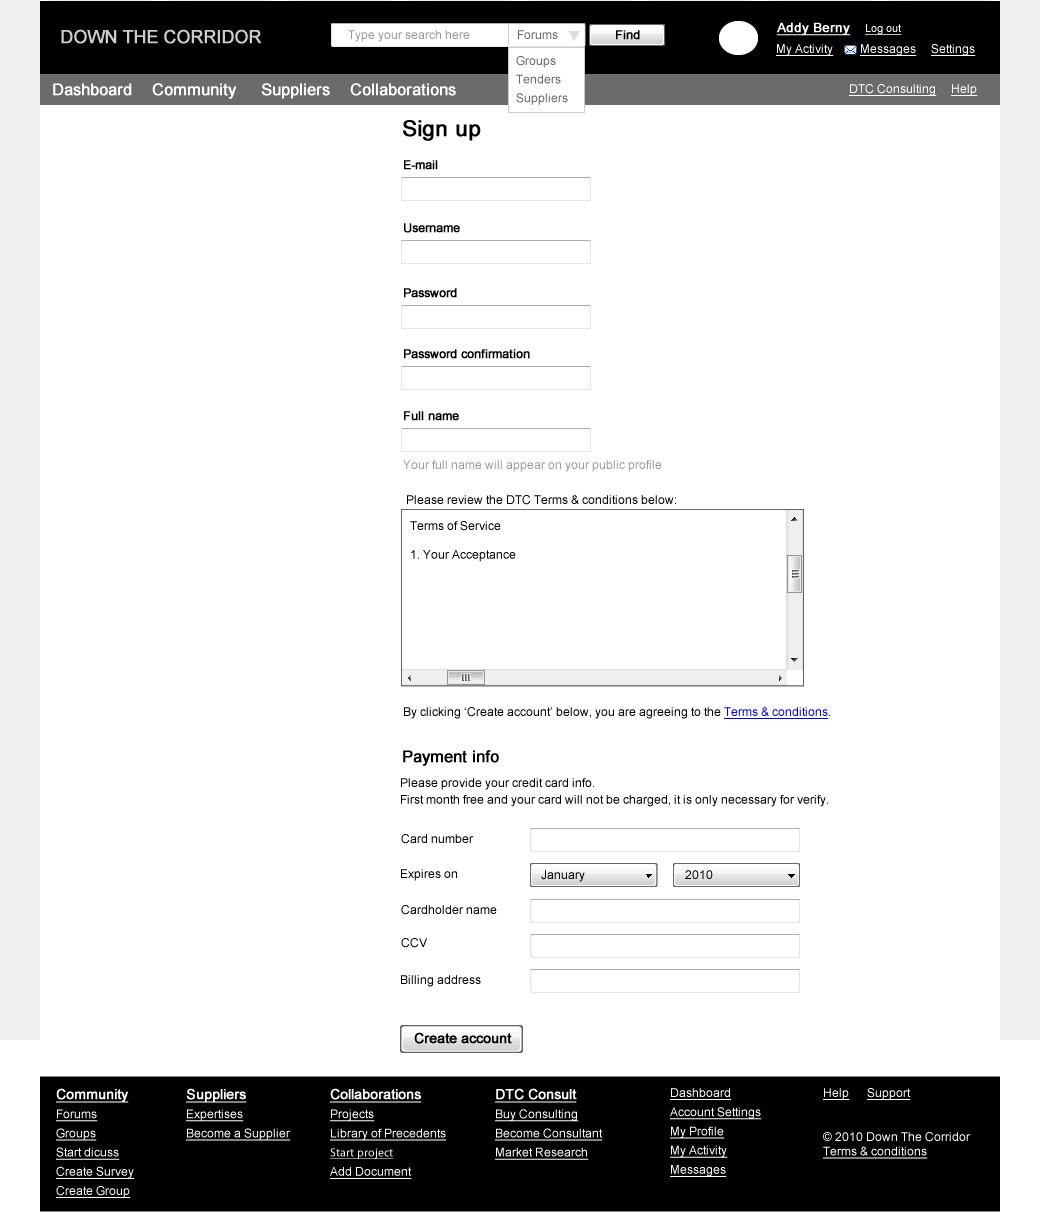 DOWN THE CORRIDOR
Type your search here
Forums
Find
Groups
Tenders
Suppliers
Addy Berny
Log out
My Activity
Messages
Settings
Dashboard
Community
Suppliers
Collaborations
DTC Consulting
Help
Sign up
E-mail
Username
Password
Password confirmation
Full name
Your full name will appear on your public profile
Please review the DTC Terms & conditions below:
Terms of Service
1. Your Acceptance
By clicking ‘Create account’ below, you are agreeing to the Terms & conditions.
Payment info
Please provide your credit card info.
First month free and your card will not be charged, it is only necessary for verify.
Card number
Expires on
January
2010
Cardholder name
CCV
Billing address
Create account
Community
Forums
Groups
Start dicuss
Create Survey
Create Group
Suppliers
Expertises
Become a Supplier
Collaborations
Projects
Library of Precedents
Start project
Add Document
DTC Consult
Buy Consulting
Become Consultant
Market Research
Dashboard
Account Settings
My Profile
My Activity
Messages
Help
Support
© 2010 Down The Corridor
Terms & conditions